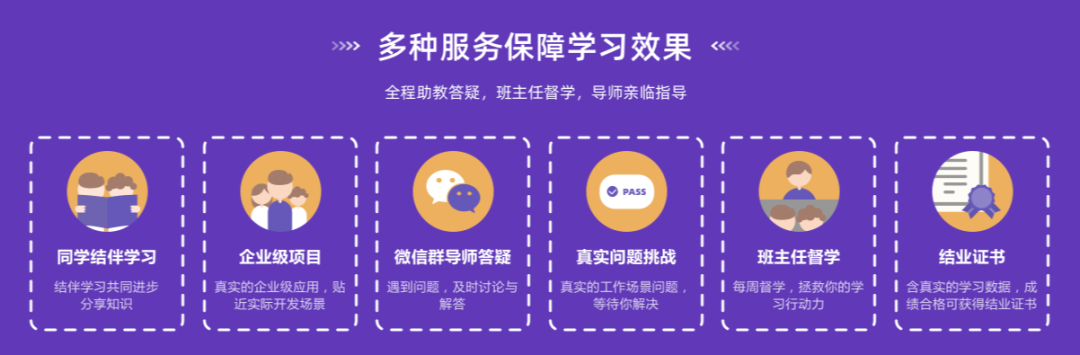 多种服务保障学习效果
全程助教答疑，班主任督学，导师亲临指导
PASS
同学结伴学习
企业级项目
微信群导师答疑
真实问题挑战
班主任督学
结业证书
结伴学习共同进步
分享知识
真实的企业级应用，贴
近实际开发场景
遇到问题，及时讨论与
解答
真实的工作场景问题，
等待你解决
每周督学，拯救你的学
习行动力
含真实的学习数据，成
绩合格可获得结业证书